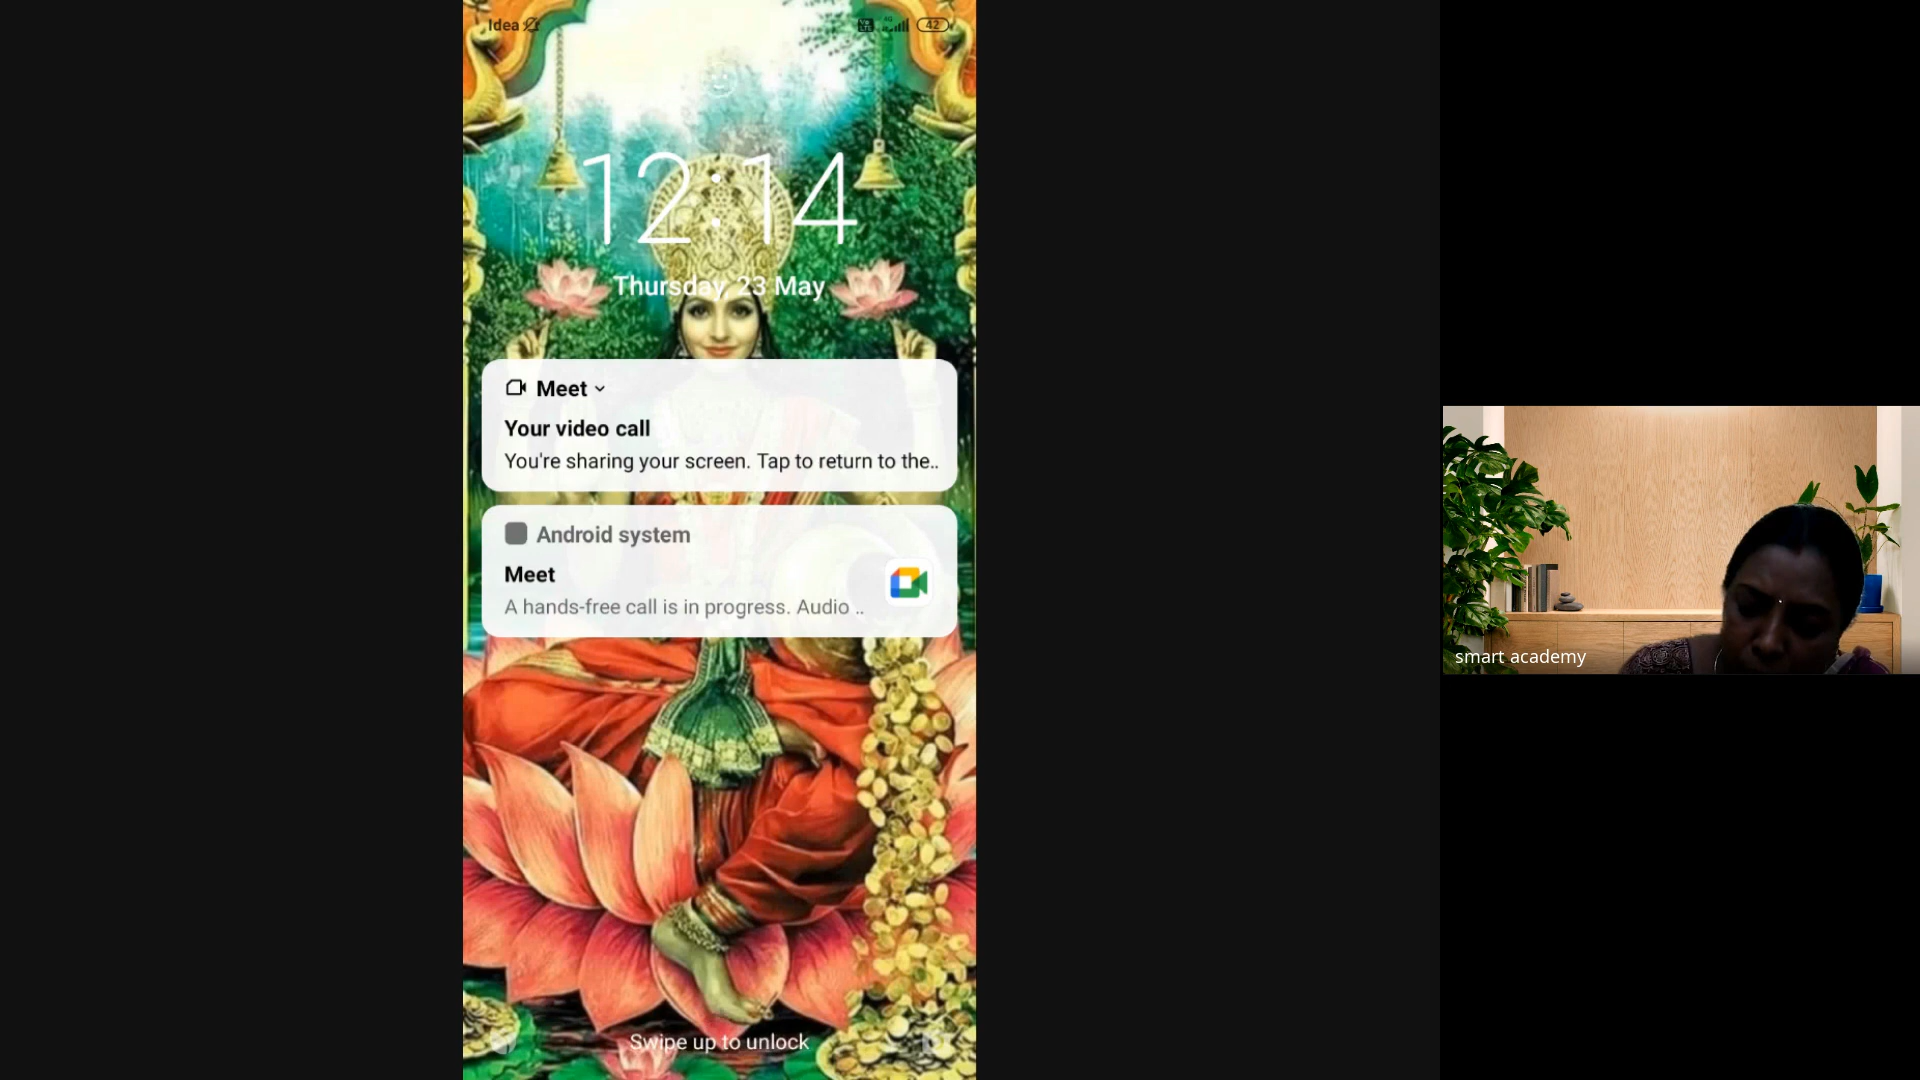 Idea
42
12:14
Thursday, 23 May
Meet
Your video call
You're sharing your screen. Tap to return to the..
Android system
Meet
A hands-free call is in progress. Audio ..
smart academy
Swipe up to unlock